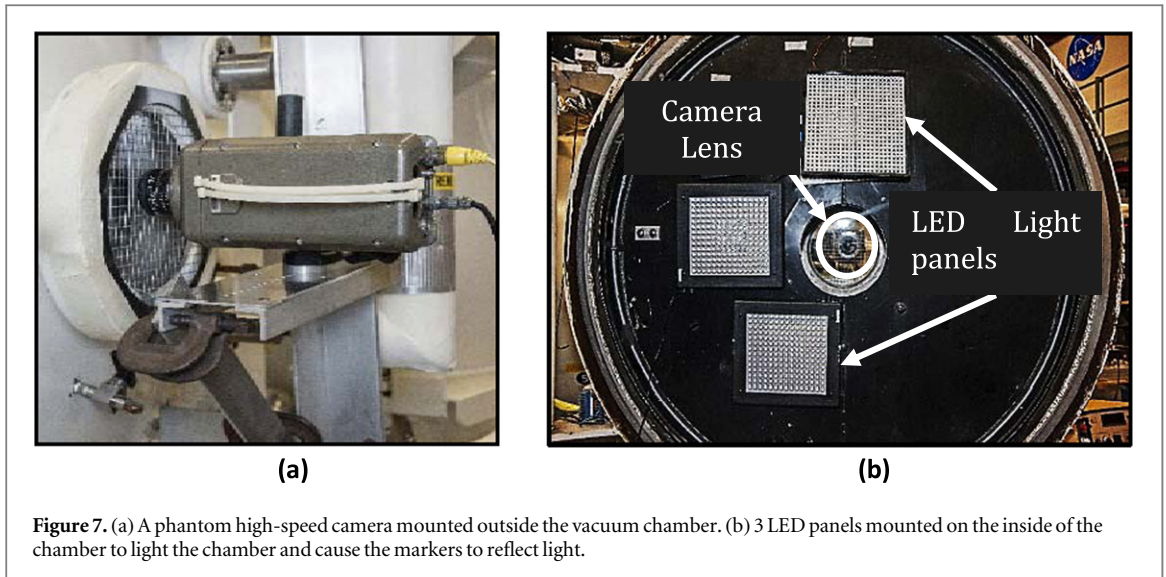 NASA
Camera
Lens
LED Light
panels
(a)
(b)
Figure 7. (a) A phantom high-speed camera mounted outside the vacuum chamber. (b) 3 LED panels mounted on the inside of the
chamber to light the chamber and cause the markers to reflect light.